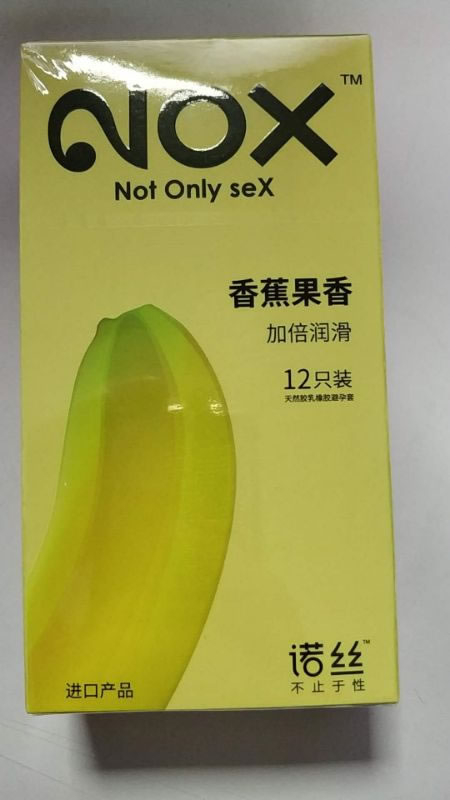 NOX™
Not Only seX
香蕉果香
加倍润滑
12只装
天然胶乳橡胶避孕套
诺丝™
不止于性
进口产品